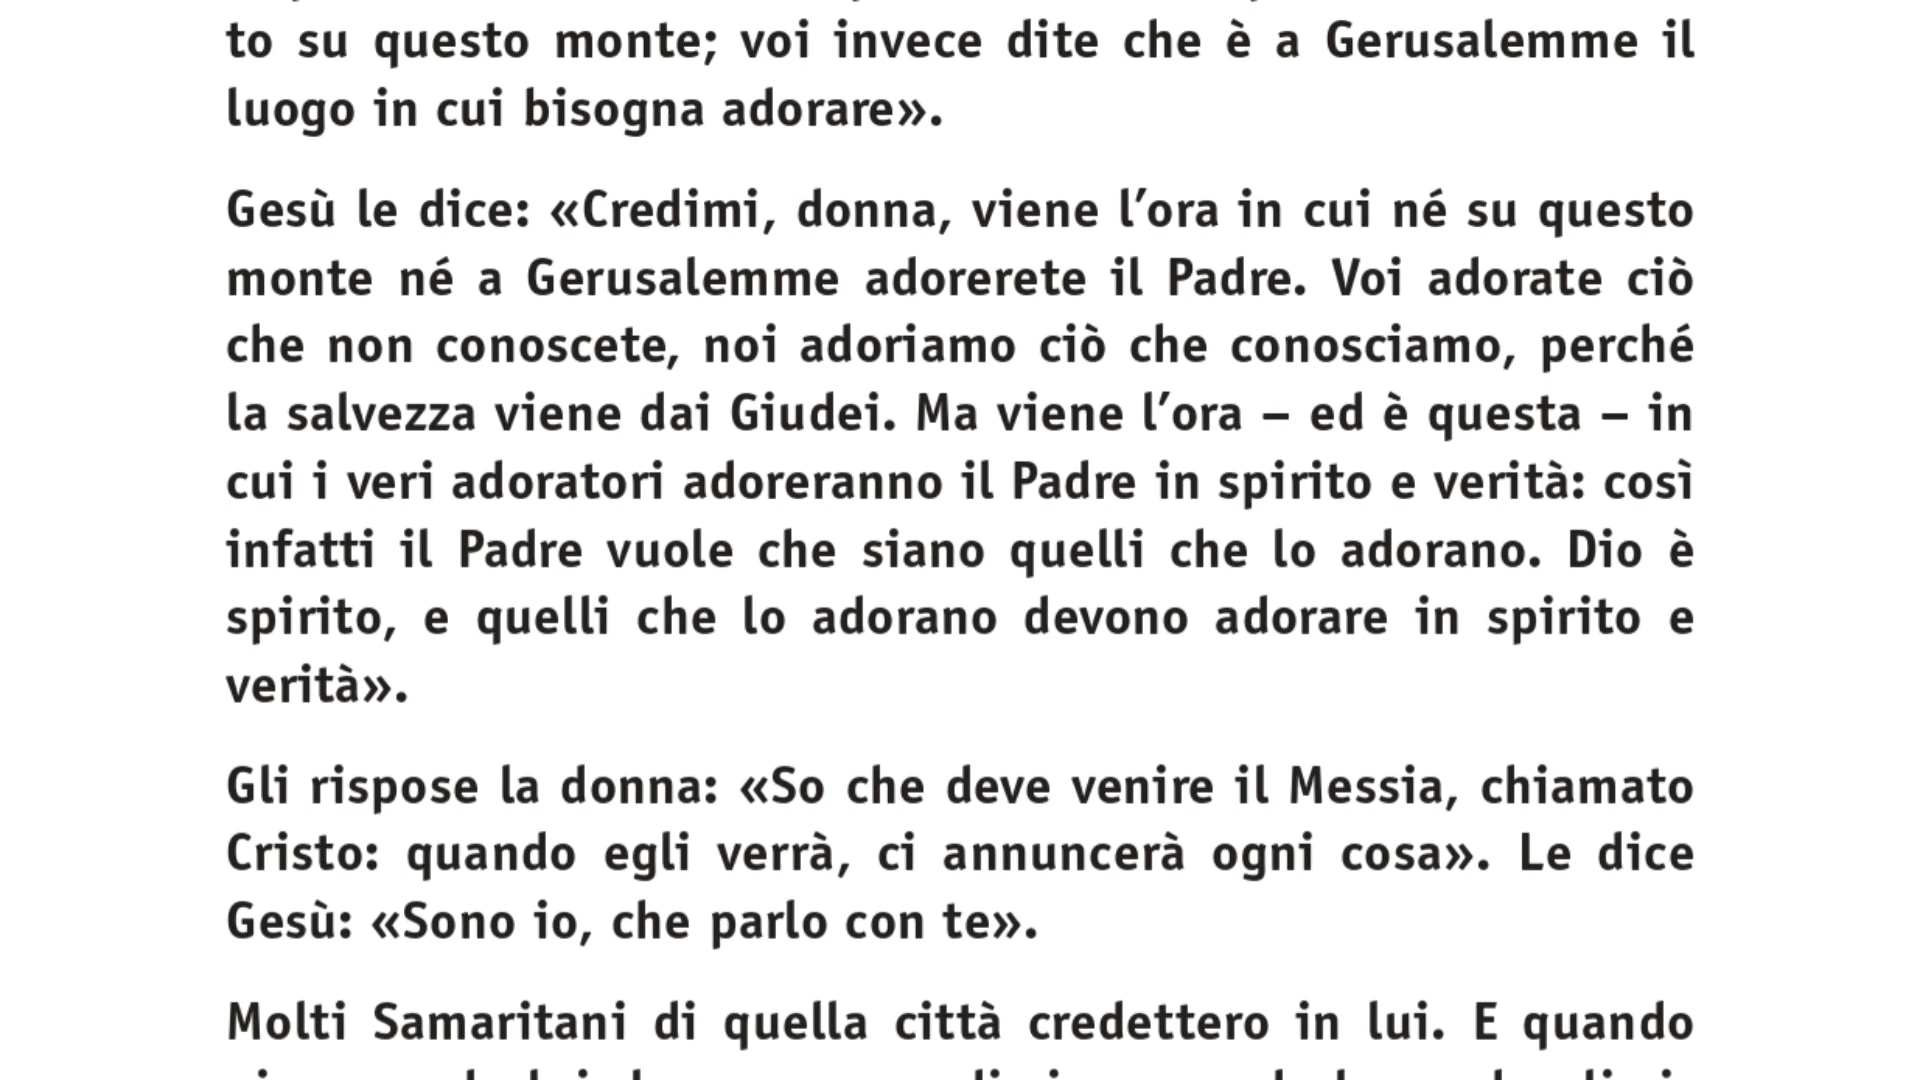 to su questo monte; voi invece dite che è a Gerusalemme il
luogo in cui bisogna adorare».
Gesù le dice: «Credimi, donna, viene l’ora in cui né su questo
monte né a Gerusalemme adorerete il Padre. Voi adorate ciò
che non conoscete, noi adoriamo ciò che conosciamo, perché
la salvezza viene dai Giudei. Ma viene l’ora – ed è questa – in
cui i veri adoratori adoreranno il Padre in spirito e verità: così
infatti il Padre vuole che siano quelli che lo adorano. Dio è
spirito, e quelli che lo adorano devono adorare in spirito e
verità».
Gli rispose la donna: «So che deve venire il Messia, chiamato
Cristo: quando egli verrà, ci annuncerà ogni cosa». Le dice
Gesù: «Sono io, che parlo con te».
Molti Samaritani di quella città credettero in lui. E quando